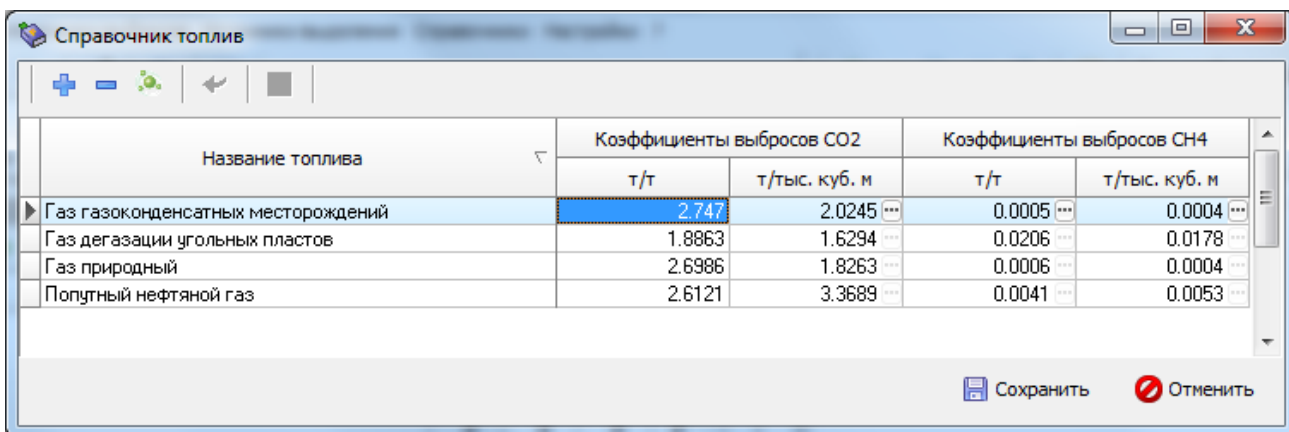 Справочник топлив
Название топлива
Коэффициенты выбросов CO2
Коэффициенты выбросов CH4
т/т
т/тыс. куб. м
т/т
т/тыс. куб. м
Газ газоконденсатных месторождений 2.747 2.0245 0.0005 0.0004
Газ дегазации угольных пластов 1.8863 1.6294 0.0206 0.0178
Газ природный 2.6986 1.8263 0.0006 0.0004
Попутный нефтяной газ 2.6121 3.3689 0.0041 0.0053
Сохранить
Отменить